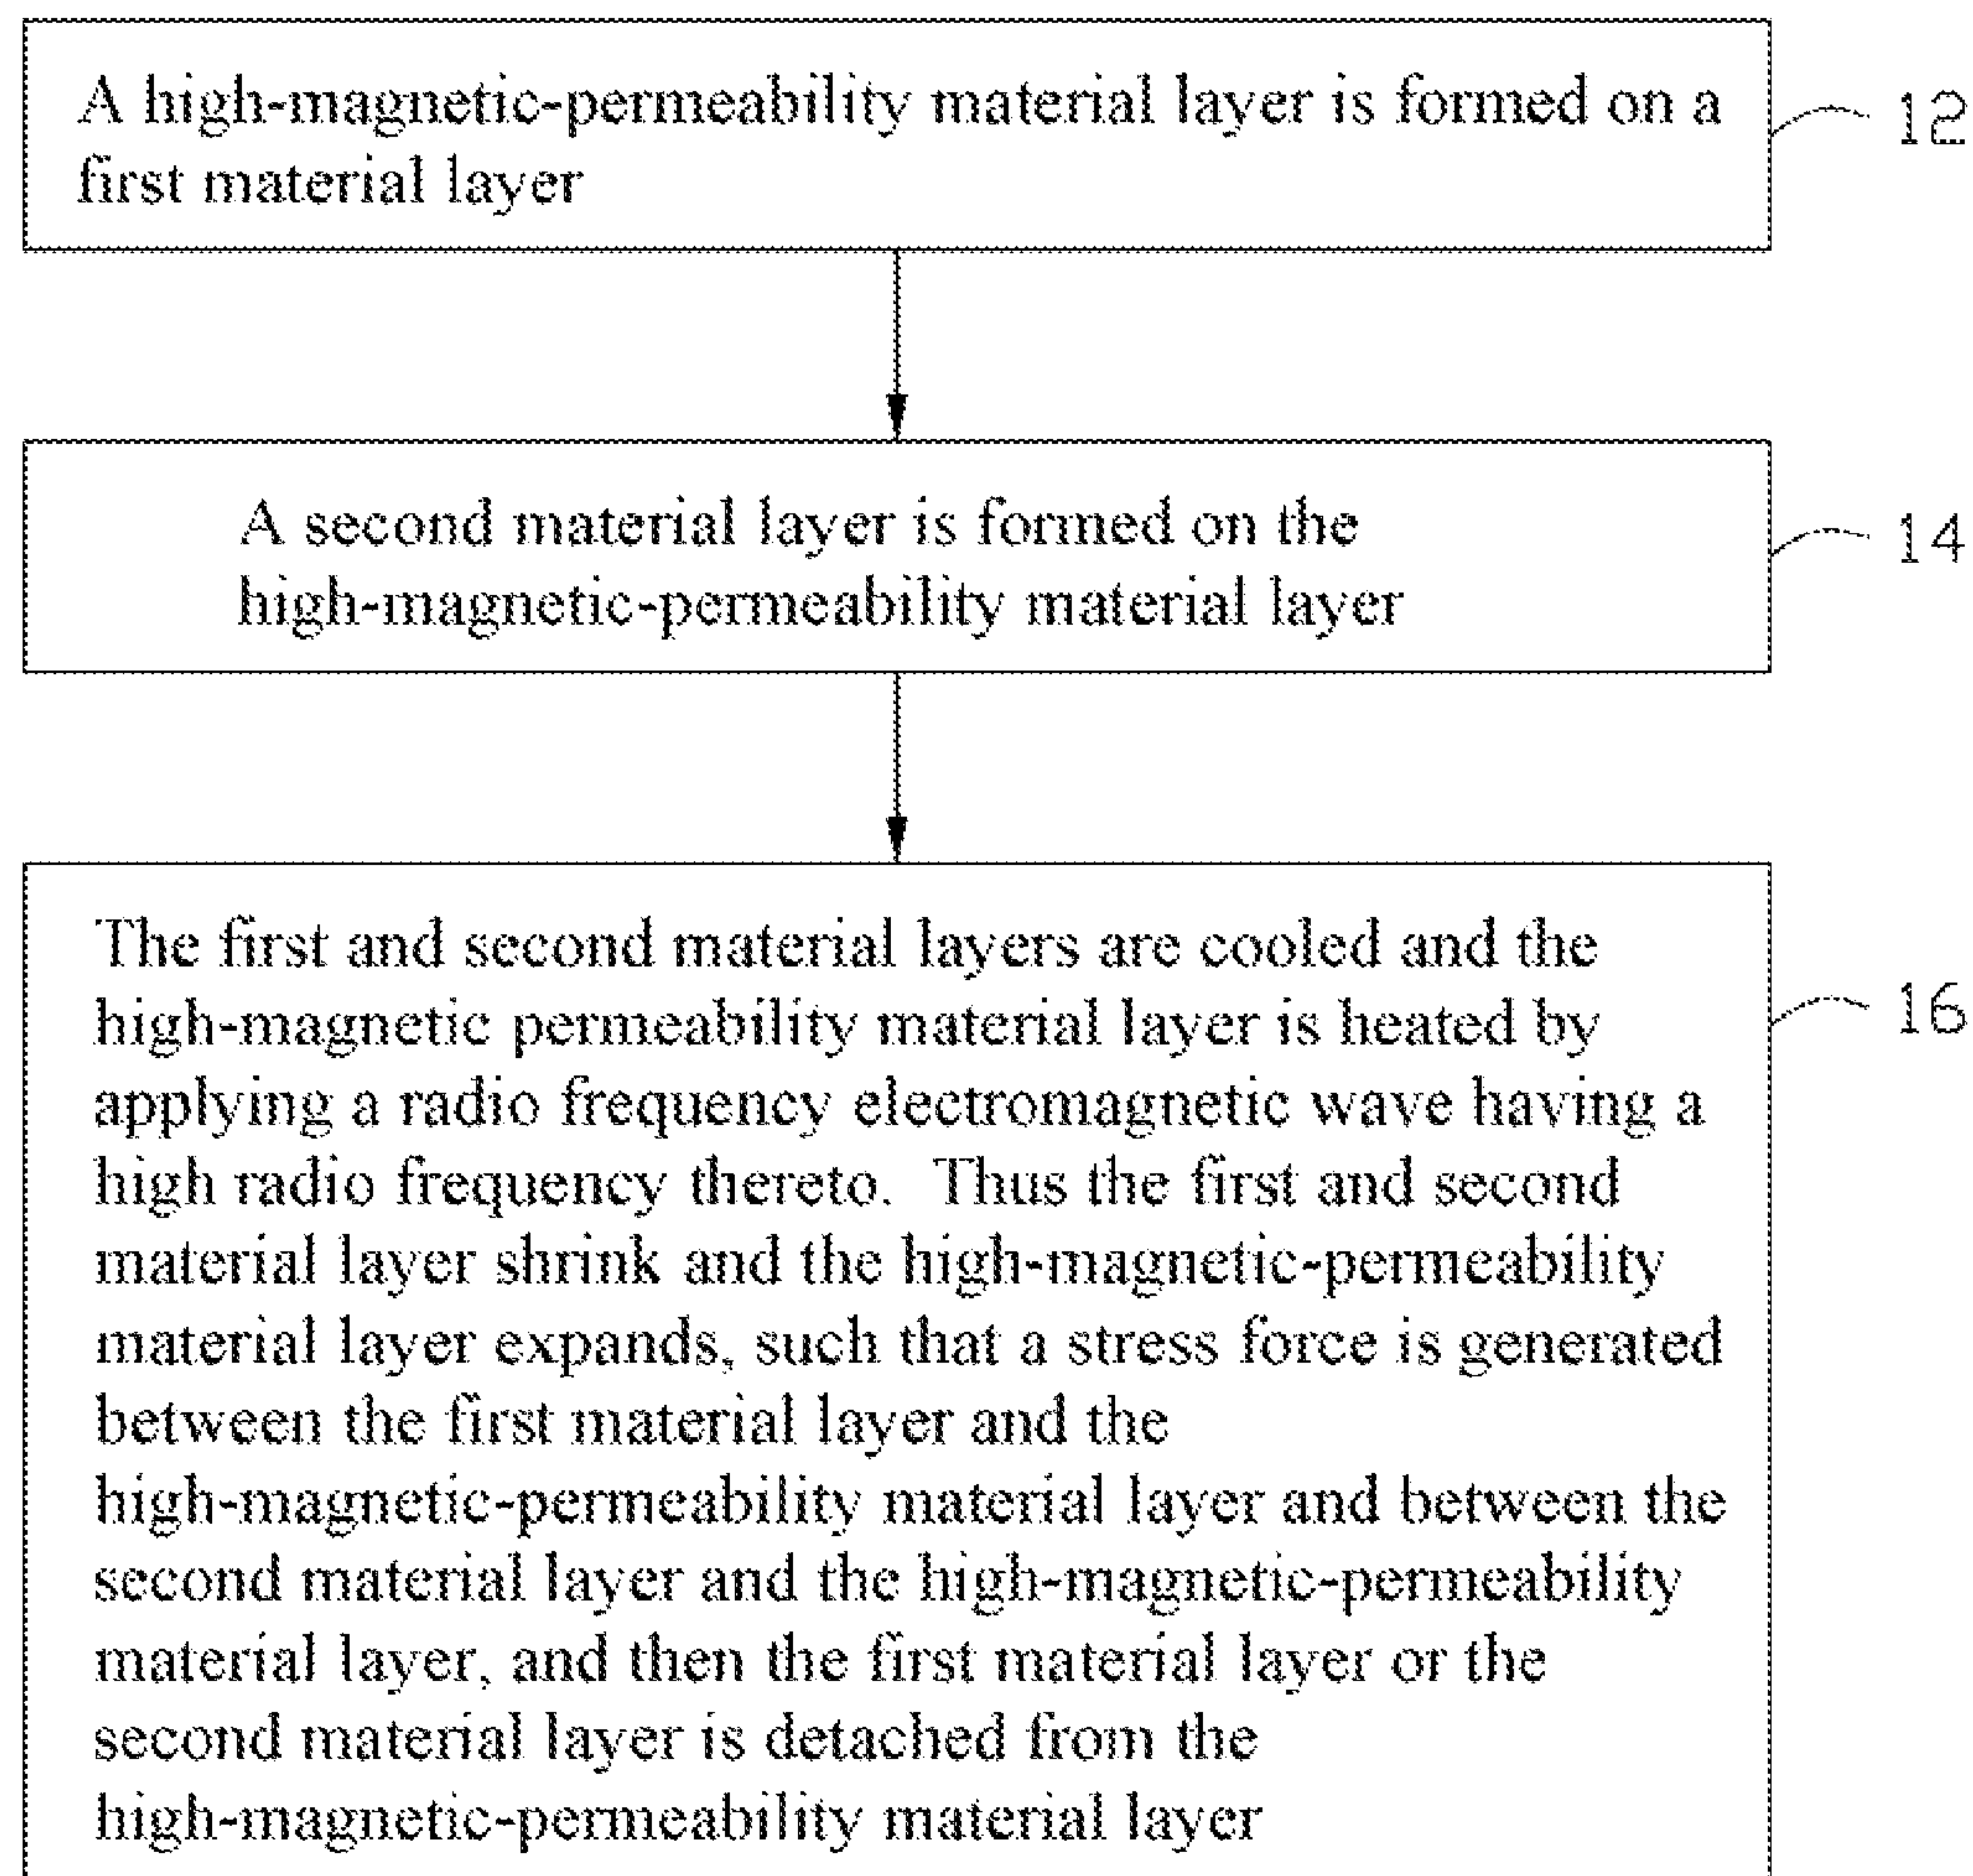 A high-magnetic-permeability material layer is formed on a
first material layer
12
A second material layer is formed on the
high-magnetic-permeability material layer
14
The first and second material layers are cooled and the
high-magnetic permeability material layer is heated by
applying a radio frequency electromagnetic wave having a
high radio frequency thereto.  Thus the first and second
material layer shrink and the high-magnetic-permeability
material layer expands, such that a stress force is generated
between the first material layer and the
high-magnetic-permeability material layer and between the
second material layer and the high-magnetic-permeability
material layer, and then the first material layer or the
second material layer is detached from the
high-magnetic-permeability material layer
16